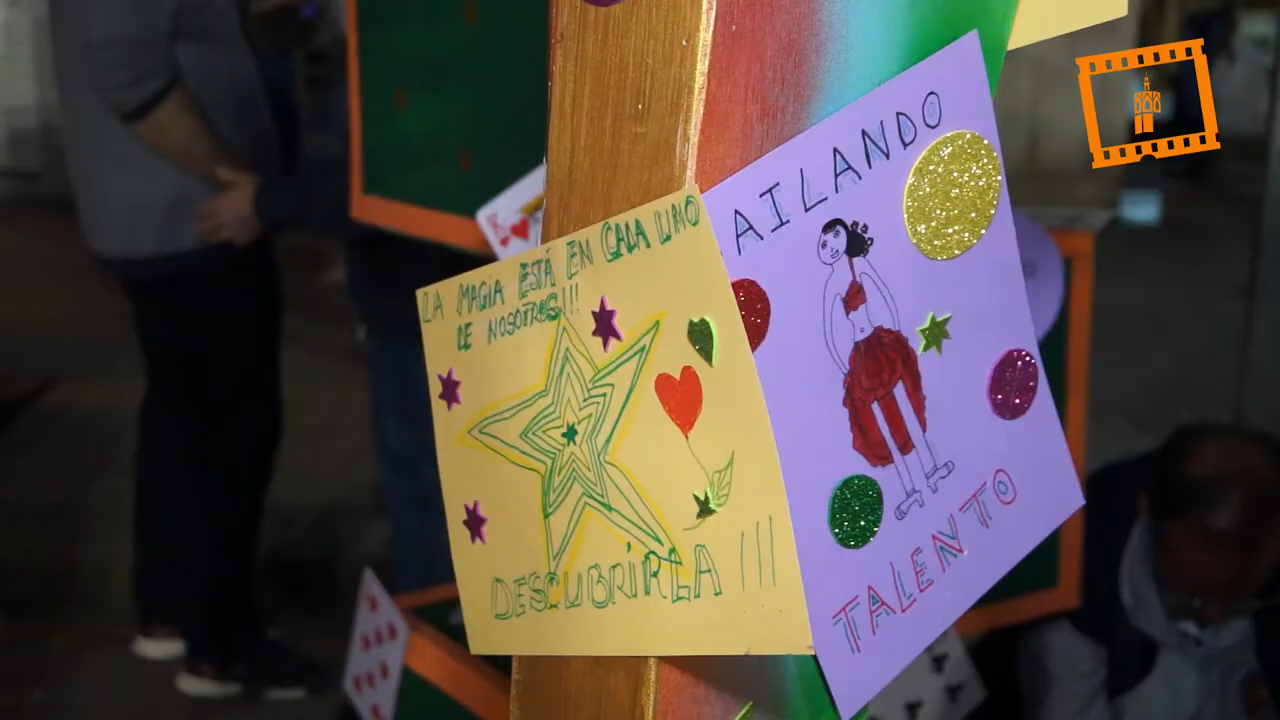 LA MAGIA ESTÁ EN CADA UNO
DE NOSOTROS!!!
DESCUBRIRLA !!!
AILANDO
TALENTO
K